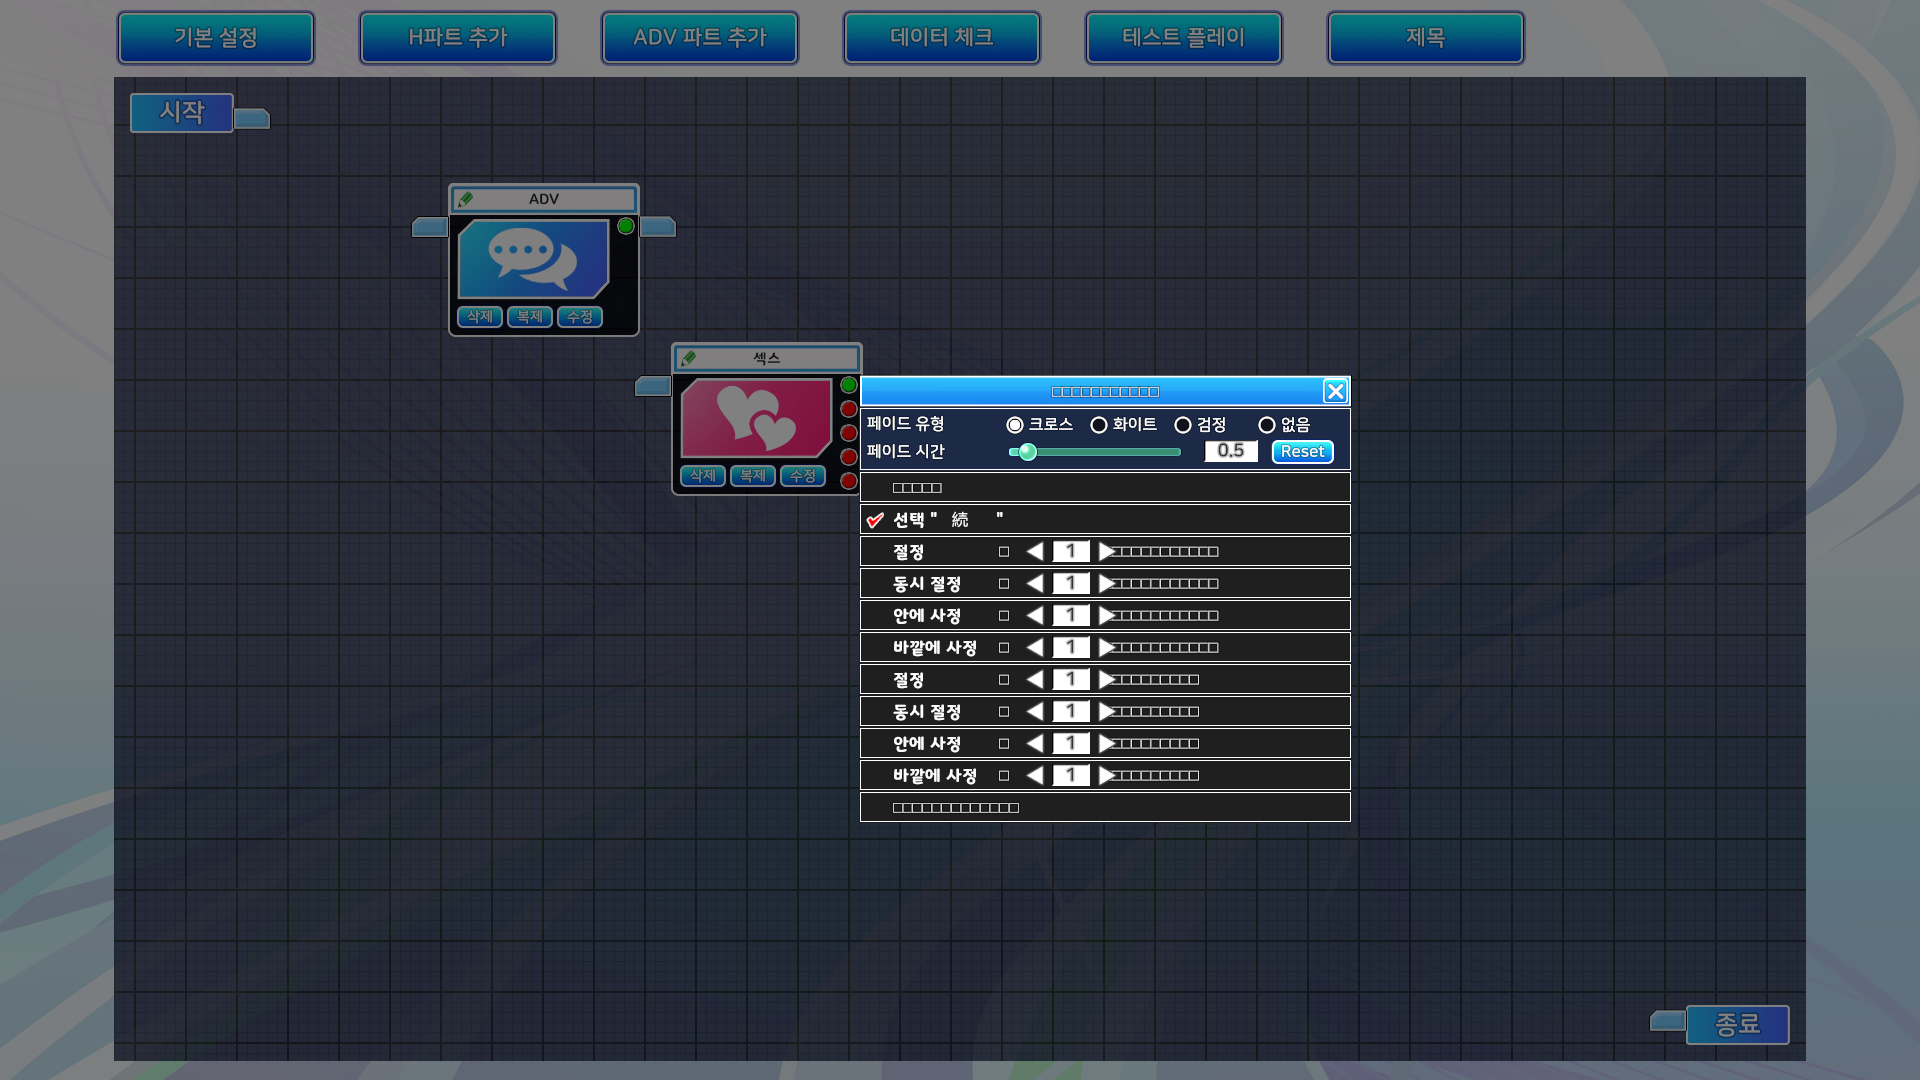 기본 설정
H파트 추가
ADV 파트 추가
데이터 체크
테스트 플레이
제목
시작
ADV
삭제 복제 수정
섹스
삭제 복제 수정
페이드 유형 크로스 화이트 검정 없음
페이드 시간 0.5 Reset
선택 " 続 "
절정 1
동시 절정 1
안에 사정 1
바깥에 사정 1
절정 1
동시 절정 1
안에 사정 1
바깥에 사정 1
종료